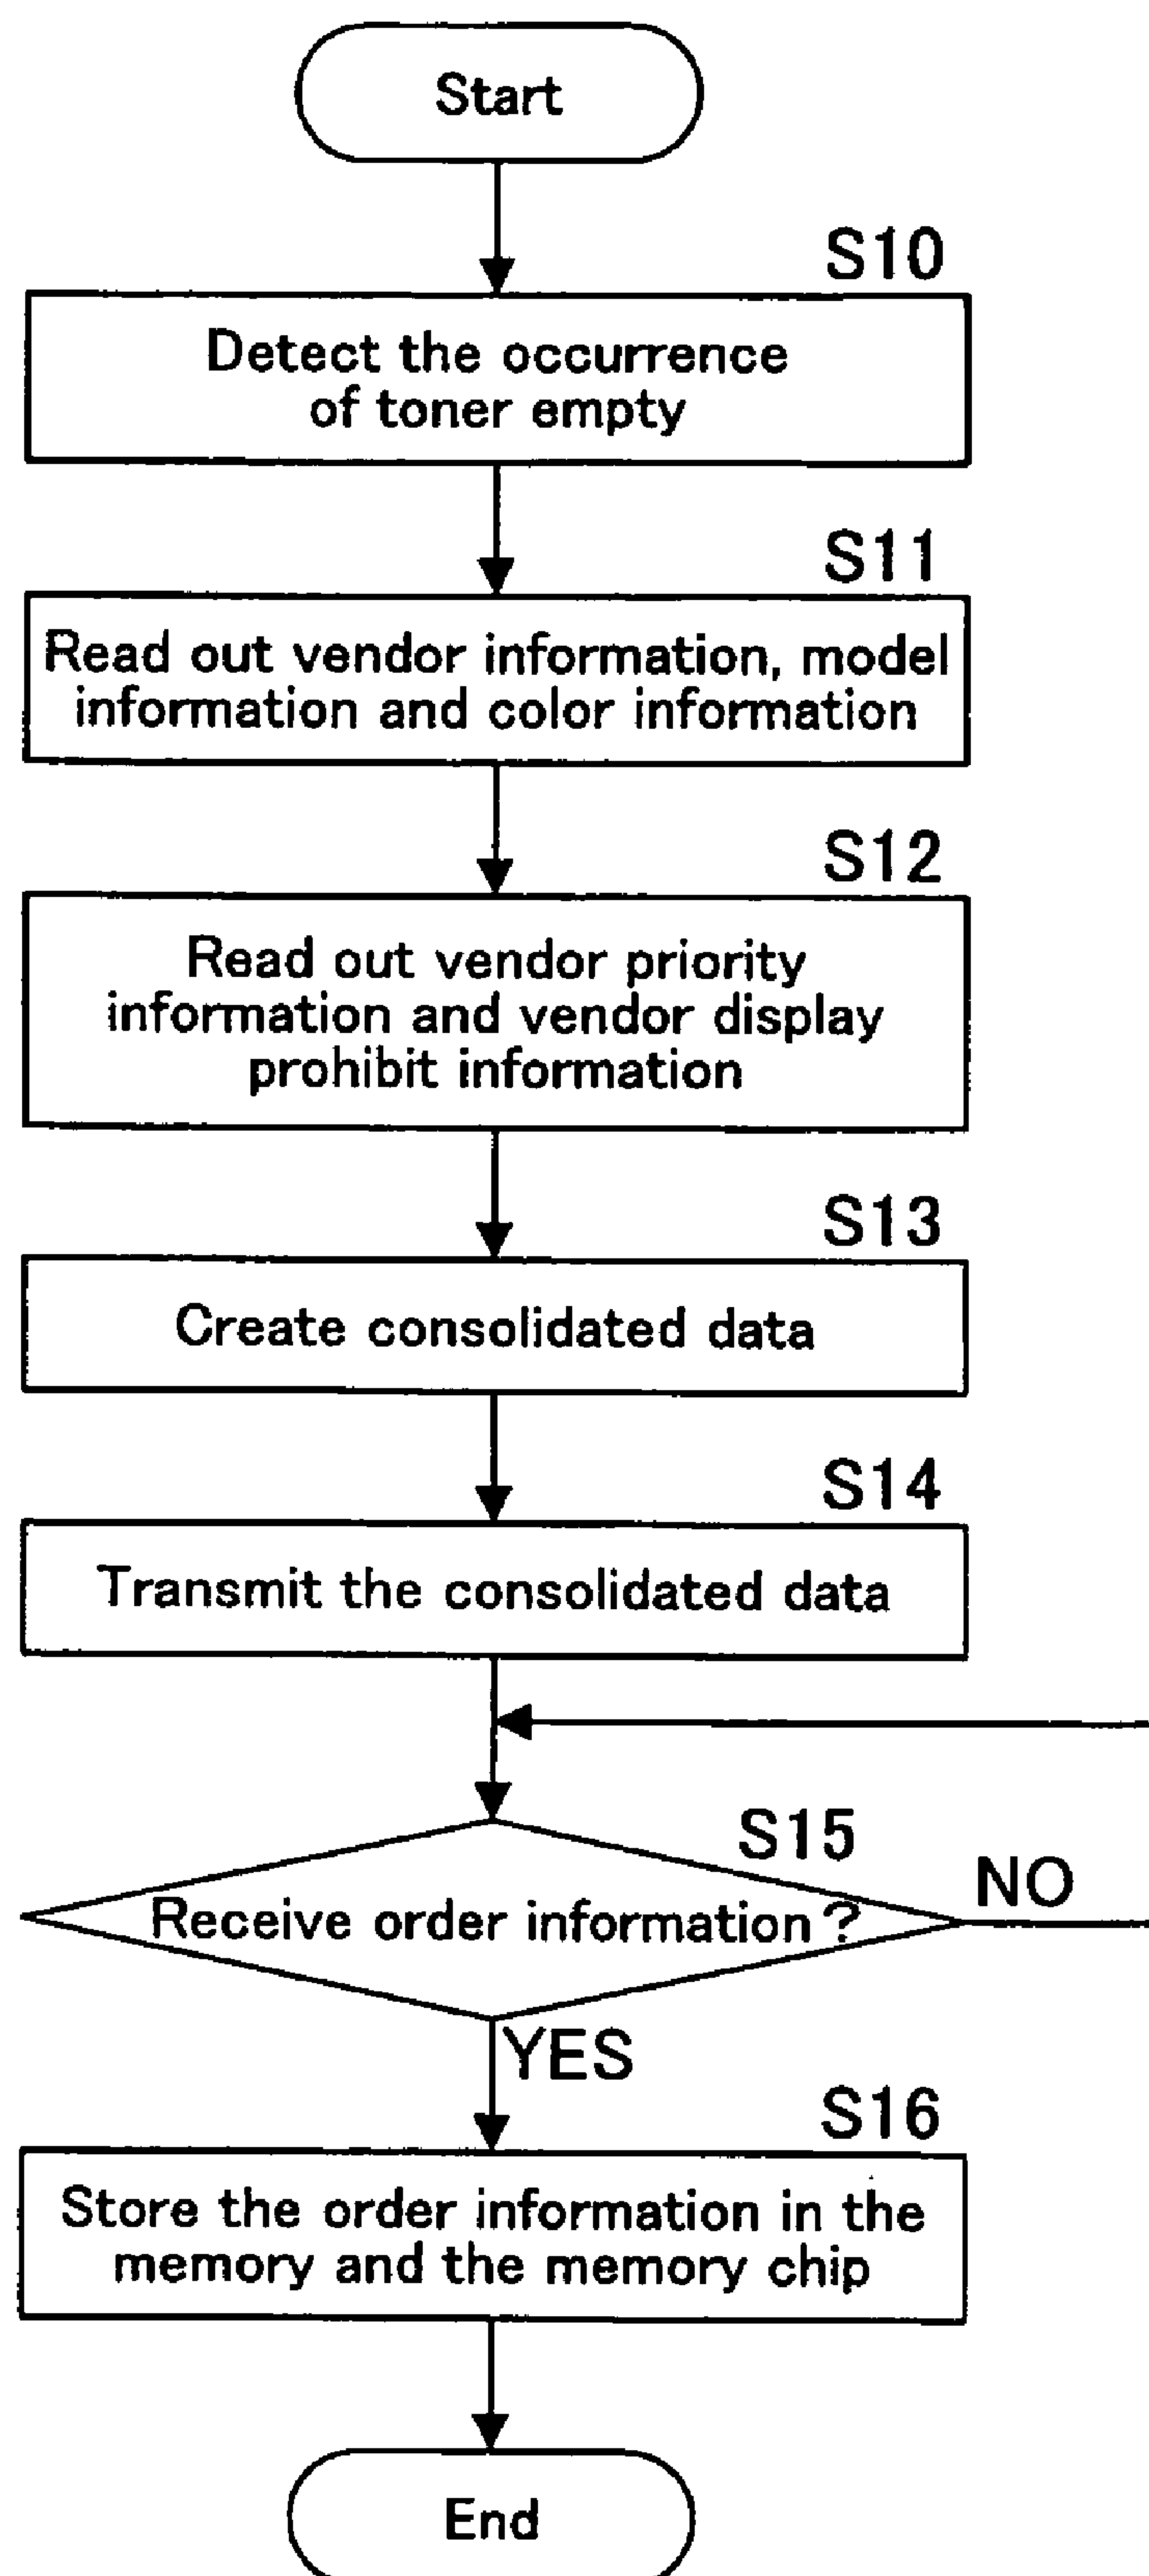 Start
S10
Detect the occurrence
of toner empty
S11
Read out vendor information, model
information and color information
S12
Read out vendor priority
information and vendor display
prohibit information
S13
Create consolidated data
S14
Transmit the consolidated data
S15
Receive order information?
NO
YES
S16
Store the order information in the
memory and the memory chip
End